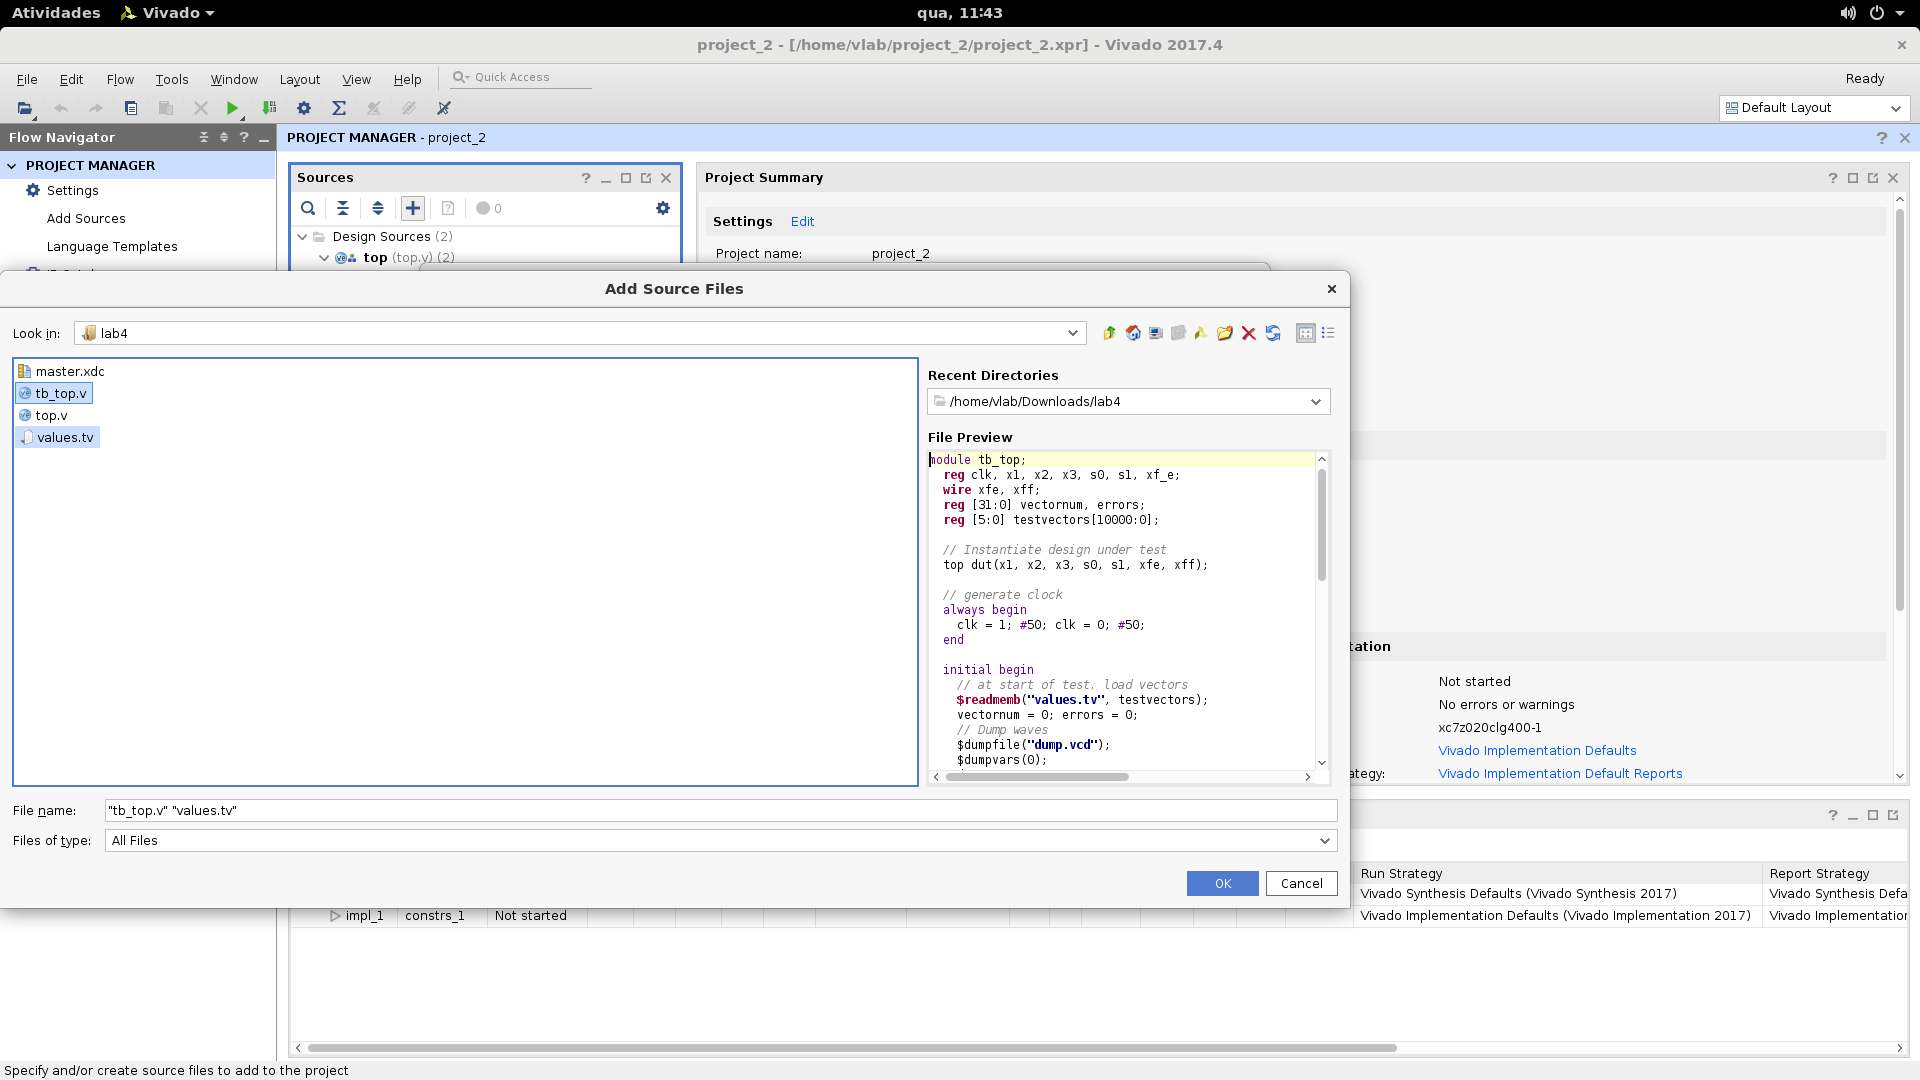 Atividades
Vivado
qua, 11:43
project_2 - [/home/vlab/project_2/project_2.xpr] - Vivado 2017.4
File Edit Flow Tools Window Layout View Help
Quick Access
Ready
Default Layout
Flow Navigator
PROJECT MANAGER - project_2
PROJECT MANAGER
Settings
Add Sources
Language Templates
Sources
0
Design Sources (2)
top (top.v) (2)
Project Summary
Settings Edit
Project name: project_2
Add Source Files
Look in: lab4
master.xdc
tb_top.v
top.v
values.tv
Recent Directories
/home/vlab/Downloads/lab4
File Preview
module tb_top;
reg clk, x1, x2, x3, s0, s1, xf_e;
wire xfe, xff;
reg [31:0] vectornum, errors;
reg [5:0] testvectors[10000:0];
// Instantiate design under test
top dut(x1, x2, x3, s0, s1, xfe, xff);
// generate clock
always begin
clk = 1; #50; clk = 0; #50;
end
initial begin
// at start of test, load vectors
$readmemb("values.tv", testvectors);
vectornum = 0; errors = 0;
// Dump waves
$dumpfile("dump.vcd");
$dumpvars(0);
File name: "tb_top.v" "values.tv"
Files of type: All Files
OK
Cancel
tation
Not started
No errors or warnings
xc7z020clg400-1
Vivado Implementation Defaults
ategy: Vivado Implementation Default Reports
Run Strategy Report Strategy
Vivado Synthesis Defaults (Vivado Synthesis 2017) Vivado Synthesis Defa
impl_1 constrs_1 Not started Vivado Implementation Defaults (Vivado Implementation 2017) Vivado Implementation
Specify and/or create source files to add to the project